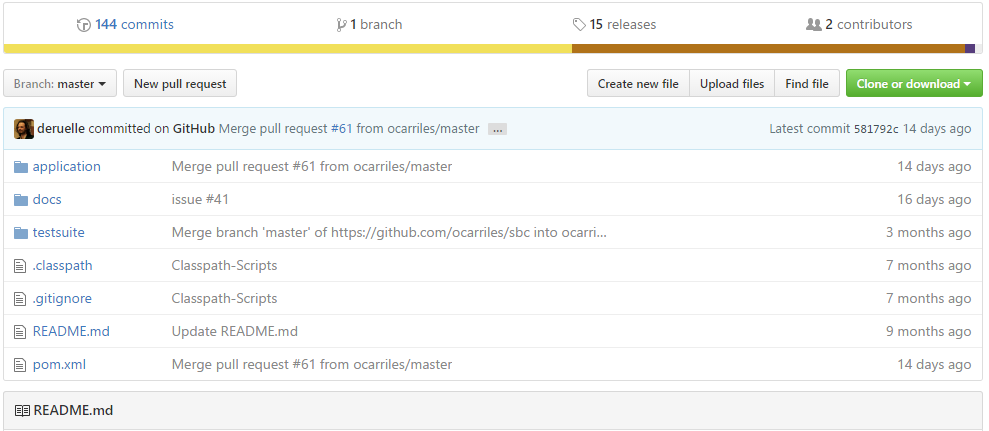 144 commits 1 branch 15 releases 2 contributors
Branch: master New pull request Create new file Upload files Find file Clone or download
deruelle committed on GitHub Merge pull request #61 from ocarriles/master ... Latest commit 581792c 14 days ago
application Merge pull request #61 from ocarriles/master 14 days ago
docs issue #41 16 days ago
testsuite Merge branch 'master' of https://github.com/ocarriles/sbc into ocarri... 3 months ago
.classpath Classpath-Scripts 7 months ago
.gitignore Classpath-Scripts 7 months ago
README.md Update README.md 9 months ago
pom.xml Merge pull request #61 from ocarriles/master 14 days ago
README.md